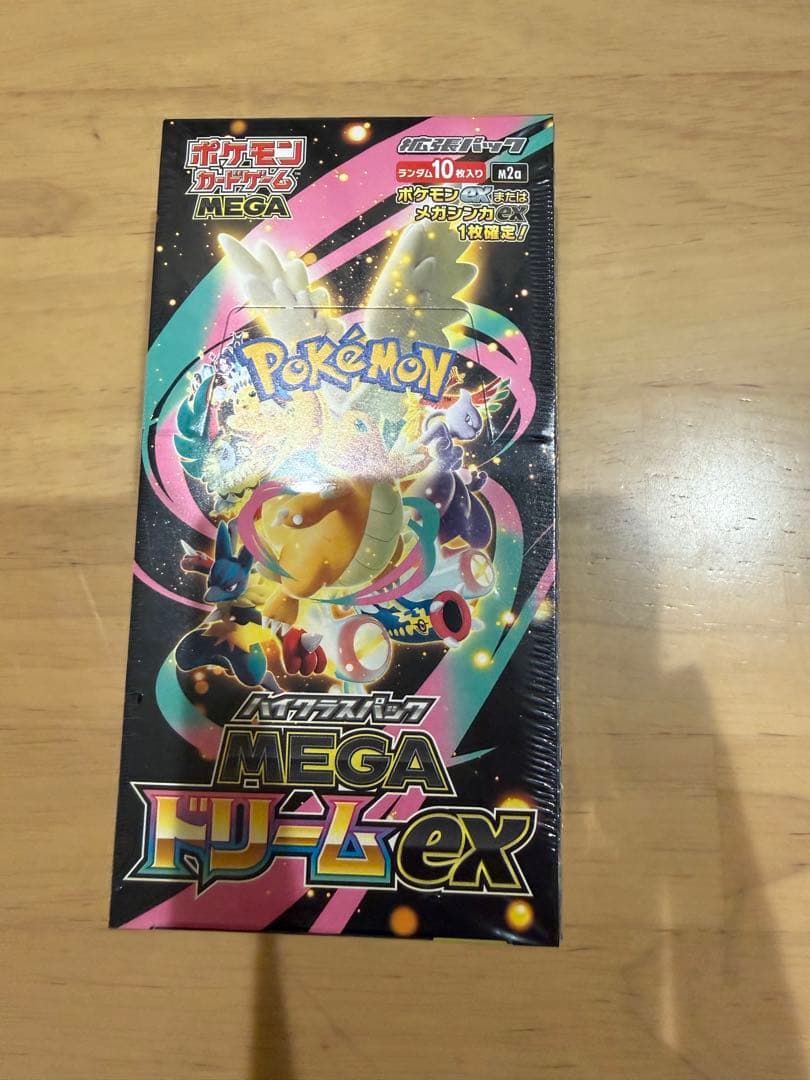 ポケモン
カードゲーム
MEGA
拡張パック
ランダム10枚入り M2a
ポケモンexまたは
メガシンカex
1枚確定!
POKéMON
ハイクラスパック
MEGA
ドリームex